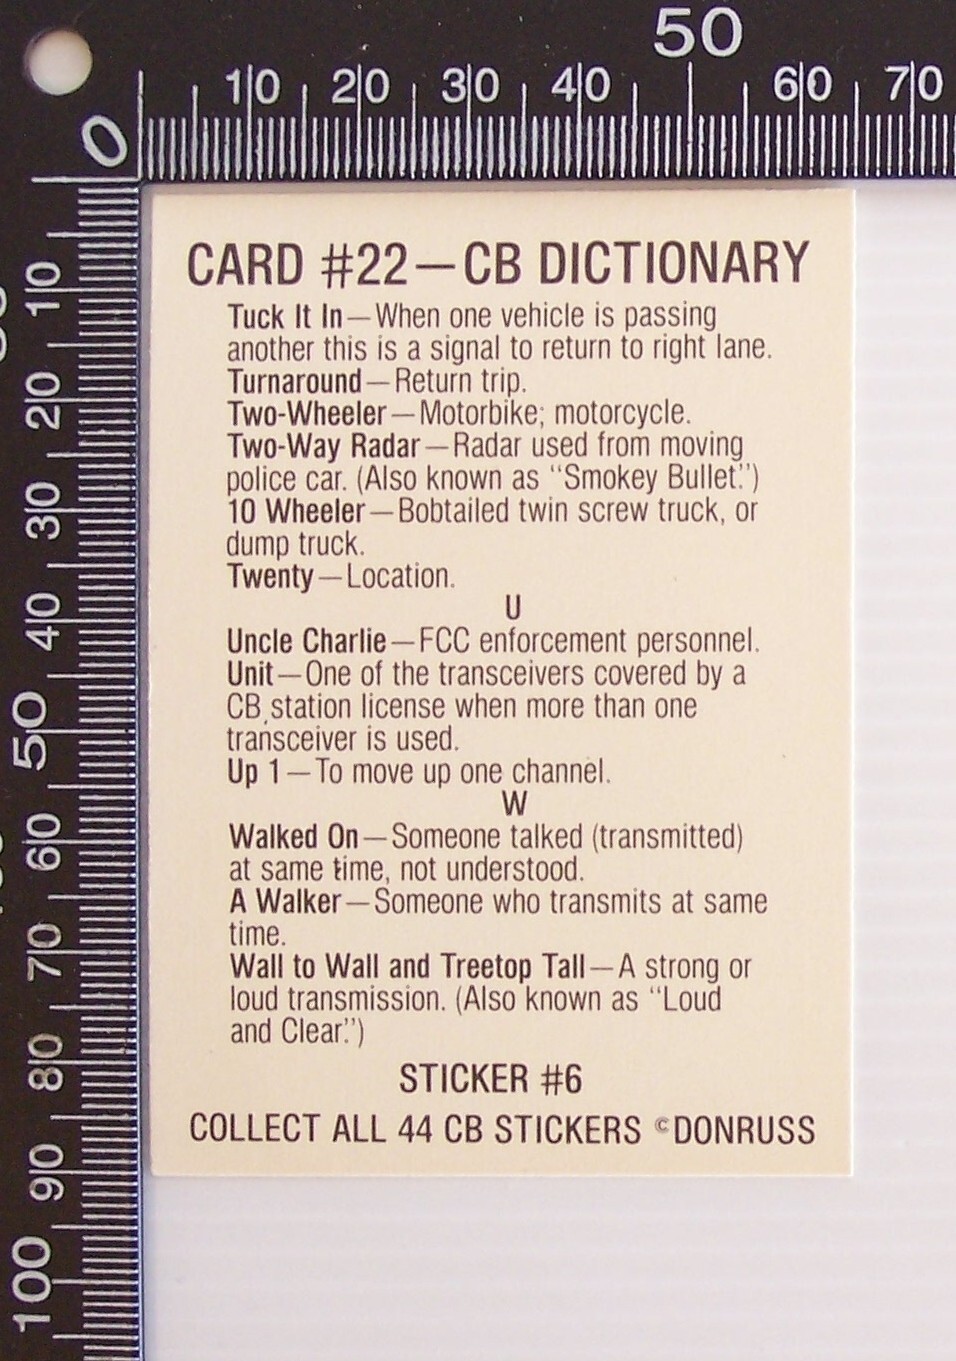 50
10 20 30 40 60 70
0
CARD #22—CB DICTIONARY
Tuck It In—When one vehicle is passing
another this is a signal to return to right lane.
Turnaround—Return trip.
Two-Wheeler—Motorbike; motorcycle.
Two-Way Radar—Radar used from moving
police car. (Also known as "Smokey Bullet.")
10 Wheeler—Bobtailed twin screw truck, or
dump truck.
Twenty—Location.
U
Uncle Charlie—FCC enforcement personnel.
Unit—One of the transceivers covered by a
CB station license when more than one
transceiver is used.
Up 1—To move up one channel.
W
Walked On—Someone talked (transmitted)
at same time, not understood.
A Walker—Someone who transmits at same
time.
Wall to Wall and Treetop Tall—A strong or
loud transmission. (Also known as "Loud
and Clear.")
STICKER #6
COLLECT ALL 44 CB STICKERS ©DONRUSS
10
20
30
40
50
60
70
80
90
100